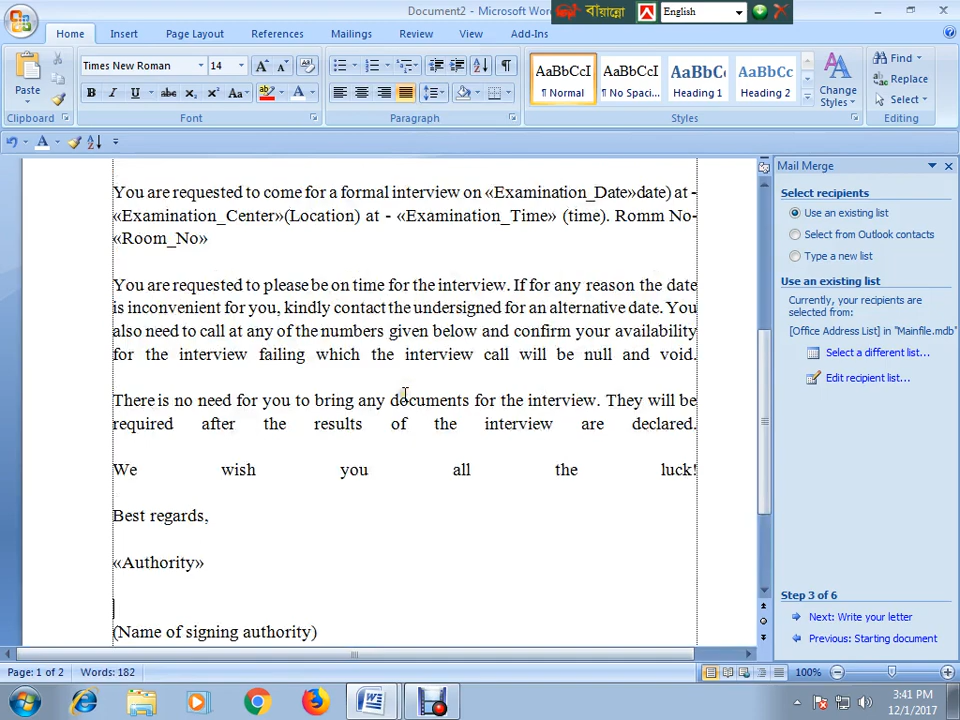 Document2 - Microsoft Wor
বায়ান্নো
English
Home
Insert
Page Layout
References
Mailings
Review
View
Add-Ins
Paste
Clipboard
Times New Roman
14
Font
Paragraph
AaBbCcI
¶ Normal
AaBbCcI
¶ No Spaci...
AaBbCc
Heading 1
AaBbCc
Heading 2
Change
Styles
Styles
Find
Replace
Select
Editing
You are requested to come for a formal interview on «Examination_Date»date) at -
«Examination_Center»(Location) at - «Examination_Time» (time). Romm No-
«Room_No»
You are requested to please be on time for the interview. If for any reason the date
is inconvenient for you, kindly contact the undersigned for an alternative date. You
also need to call at any of the numbers given below and confirm your availability
for the interview failing which the interview call will be null and void.
There is no need for you to bring any documents for the interview. They will be
required after the results of the interview are declared.
We wish you all the luck!
Best regards,
«Authority»
(Name of signing authority)
Mail Merge
Select recipients
Use an existing list
Select from Outlook contacts
Type a new list
Use an existing list
Currently, your recipients are
selected from:
[Office Address List] in "Mainfile.mdb"
Select a different list...
Edit recipient list...
Step 3 of 6
Next: Write your letter
Previous: Starting document
Page: 1 of 2
Words: 182
100%
3:41 PM
12/1/2017